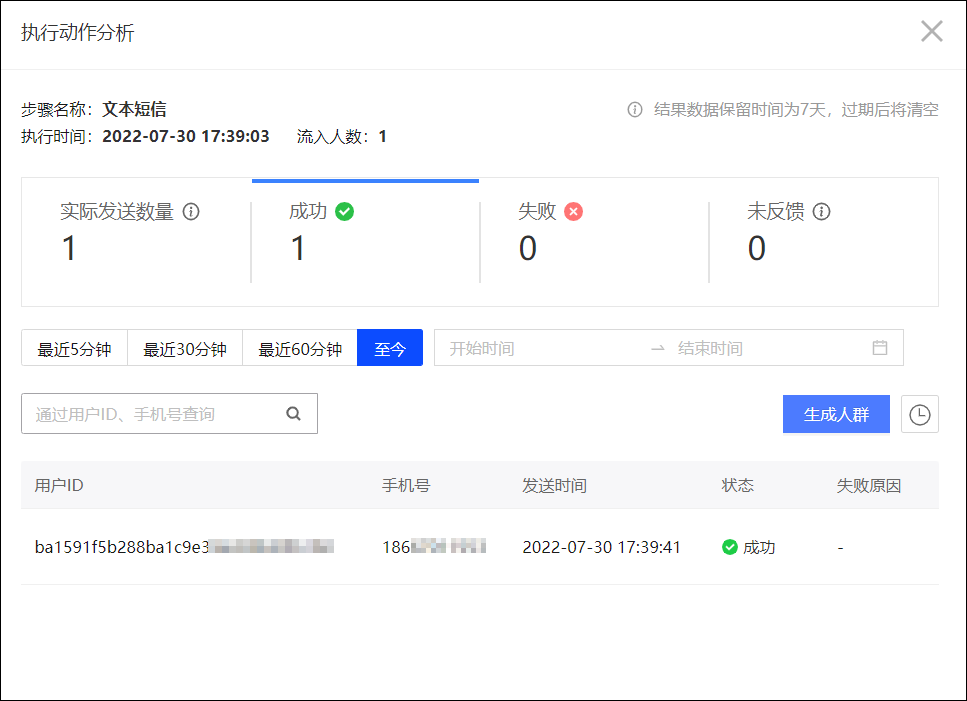 执行动作分析
步骤名称：文本短信
结果数据保留时间为7天，过期后将清空
执行时间：2022-07-30 17:39:03 流入人数：1
实际发送数量 成功 失败 未反馈
1 1 0 0
最近5分钟 最近30分钟 最近60分钟 至今 开始时间 → 结束时间
通过用户ID、手机号查询 生成人群
用户ID 手机号 发送时间 状态 失败原因
ba1591f5b288ba1c9e3 186 2022-07-30 17:39:41 成功 -